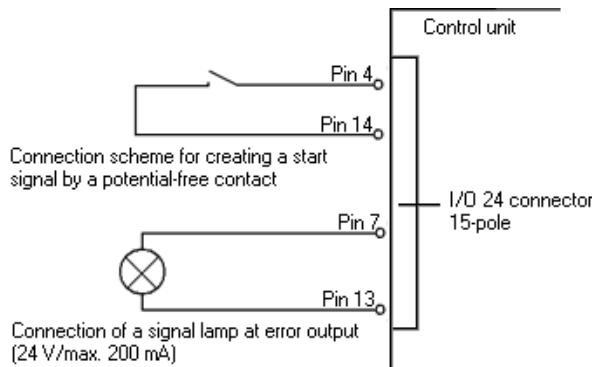 Control unit
Pin 4
Pin 14
Connection scheme for creating a start
signal by a potential-free contact
I/O 24 connector
15-pole
Pin 7
Pin 13
Connection of a signal lamp at error output
(24 V/max. 200 mA)